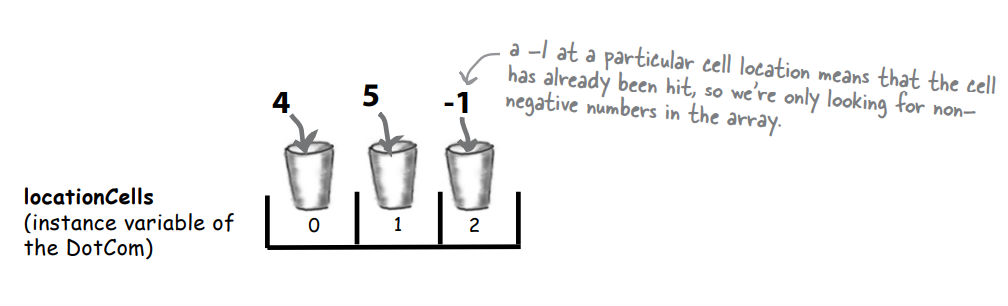 a -1 at a particular cell location means that the cell
has already been hit, so we're only looking for non-
negative numbers in the array.
4 5 -1
locationCells
(instance variable of
the DotCom)
0 1 2